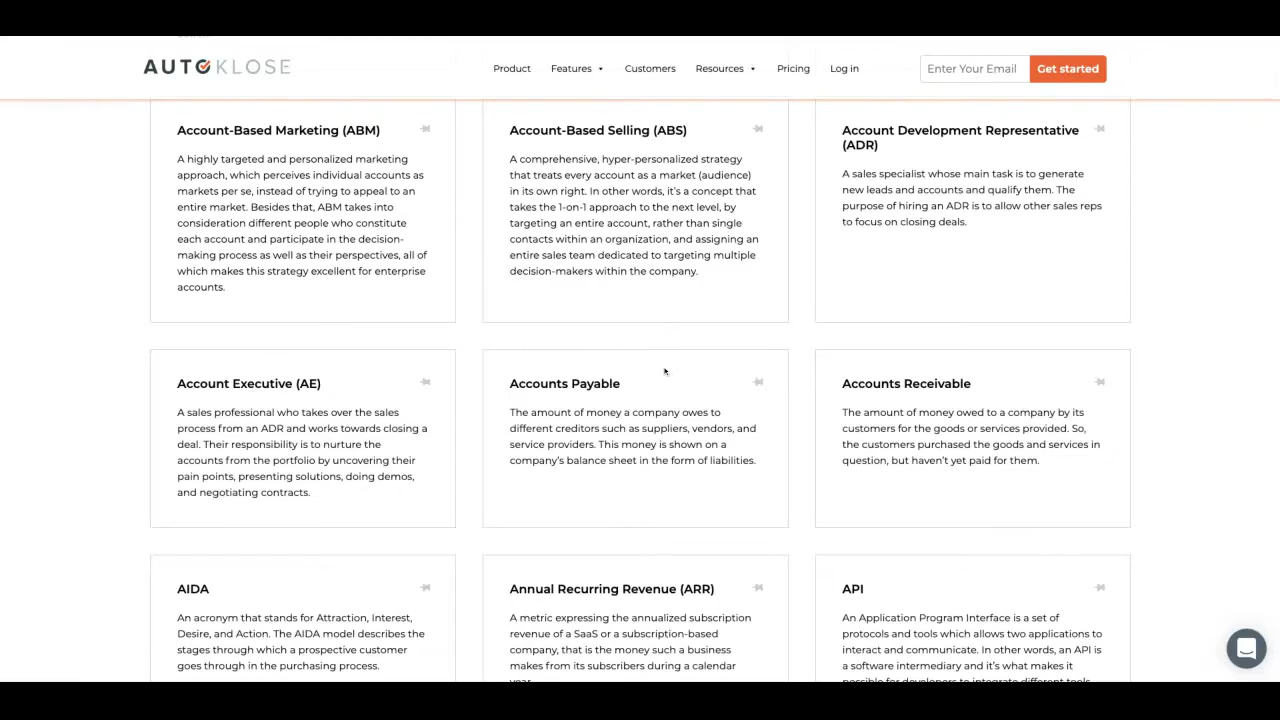 AUTOKLOSE
Product
Features
Customers
Resources
Pricing
Log in
Enter Your Email
Get started
Account-Based Marketing (ABM)
A highly targeted and personalized marketing
approach, which perceives individual accounts as
markets per se, instead of trying to appeal to an
entire market. Besides that, ABM takes into
consideration different people who constitute
each account and participate in the decision-
making process as well as their perspectives, all of
which makes this strategy excellent for enterprise
accounts.
Account-Based Selling (ABS)
A comprehensive, hyper-personalized strategy
that treats every account as a market (audience)
in its own right. In other words, it's a concept that
takes the 1-on-1 approach to the next level, by
targeting an entire account, rather than single
contacts within an organization, and assigning an
entire sales team dedicated to targeting multiple
decision-makers within the company.
Account Development Representative
(ADR)
A sales specialist whose main task is to generate
new leads and accounts and qualify them. The
purpose of hiring an ADR is to allow other sales reps
to focus on closing deals.
Account Executive (AE)
A sales professional who takes over the sales
process from an ADR and works towards closing a
deal. Their responsibility is to nurture the
accounts from the portfolio by uncovering their
pain points, presenting solutions, doing demos,
and negotiating contracts.
Accounts Payable
The amount of money a company owes to
different creditors such as suppliers, vendors, and
service providers. This money is shown on a
company's balance sheet in the form of liabilities.
Accounts Receivable
The amount of money owed to a company by its
customers for the goods or services provided. So,
the customers purchased the goods and services in
question, but haven't yet paid for them.
AIDA
An acronym that stands for Attraction, Interest,
Desire, and Action. The AIDA model describes the
stages through which a prospective customer
goes through in the purchasing process.
Annual Recurring Revenue (ARR)
A metric expressing the annualized subscription
revenue of a SaaS or a subscription-based
company, that is the money such a business
makes from its subscribers during a calendar
year.
API
An Application Program Interface is a set of
protocols and tools which allows two applications to
interact and communicate. In other words, an API is
a software intermediary and it's what makes it
possible for developers to integrate different tools